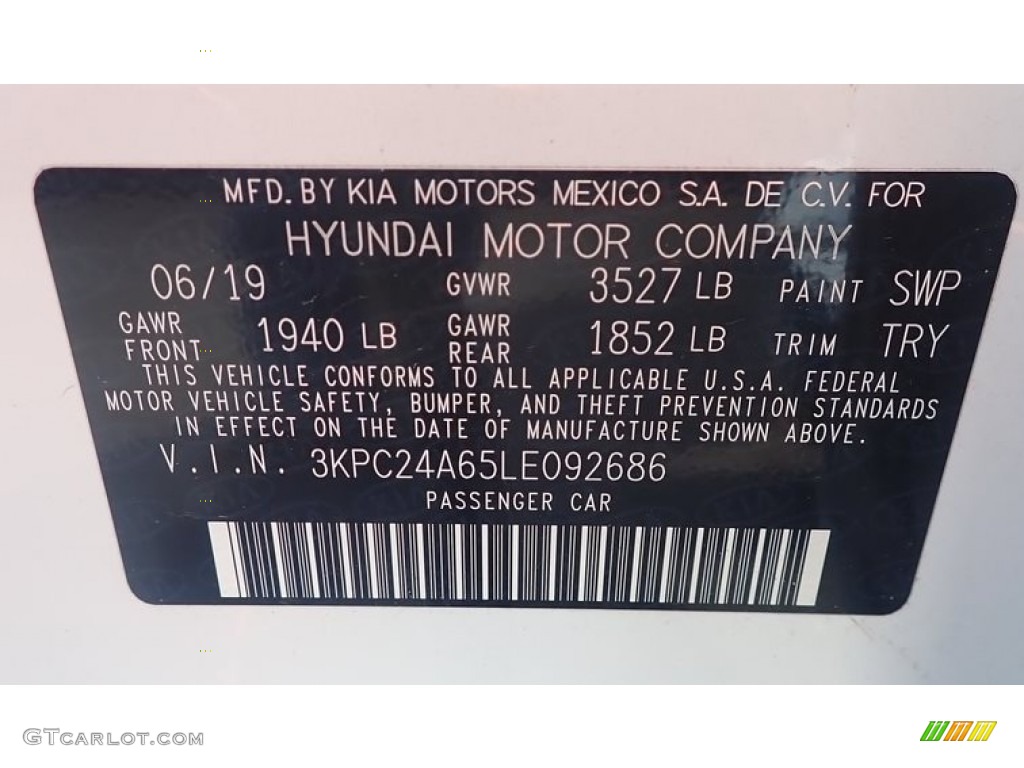 MFD. BY KIA MOTORS MEXICO S.A. DE C.V. FOR
HYUNDAI MOTOR COMPANY
06/19 GVWR 3527 LB PAINT SWP
GAWR FRONT 1940 LB GAWR REAR 1852 LB TRIM TRY
THIS VEHICLE CONFORMS TO ALL APPLICABLE U.S.A. FEDERAL
MOTOR VEHICLE SAFETY, BUMPER, AND THEFT PREVENTION STANDARDS
IN EFFECT ON THE DATE OF MANUFACTURE SHOWN ABOVE.
V.I.N. 3KPC24A65LE092686
PASSENGER CAR
GTCARLOT.COM